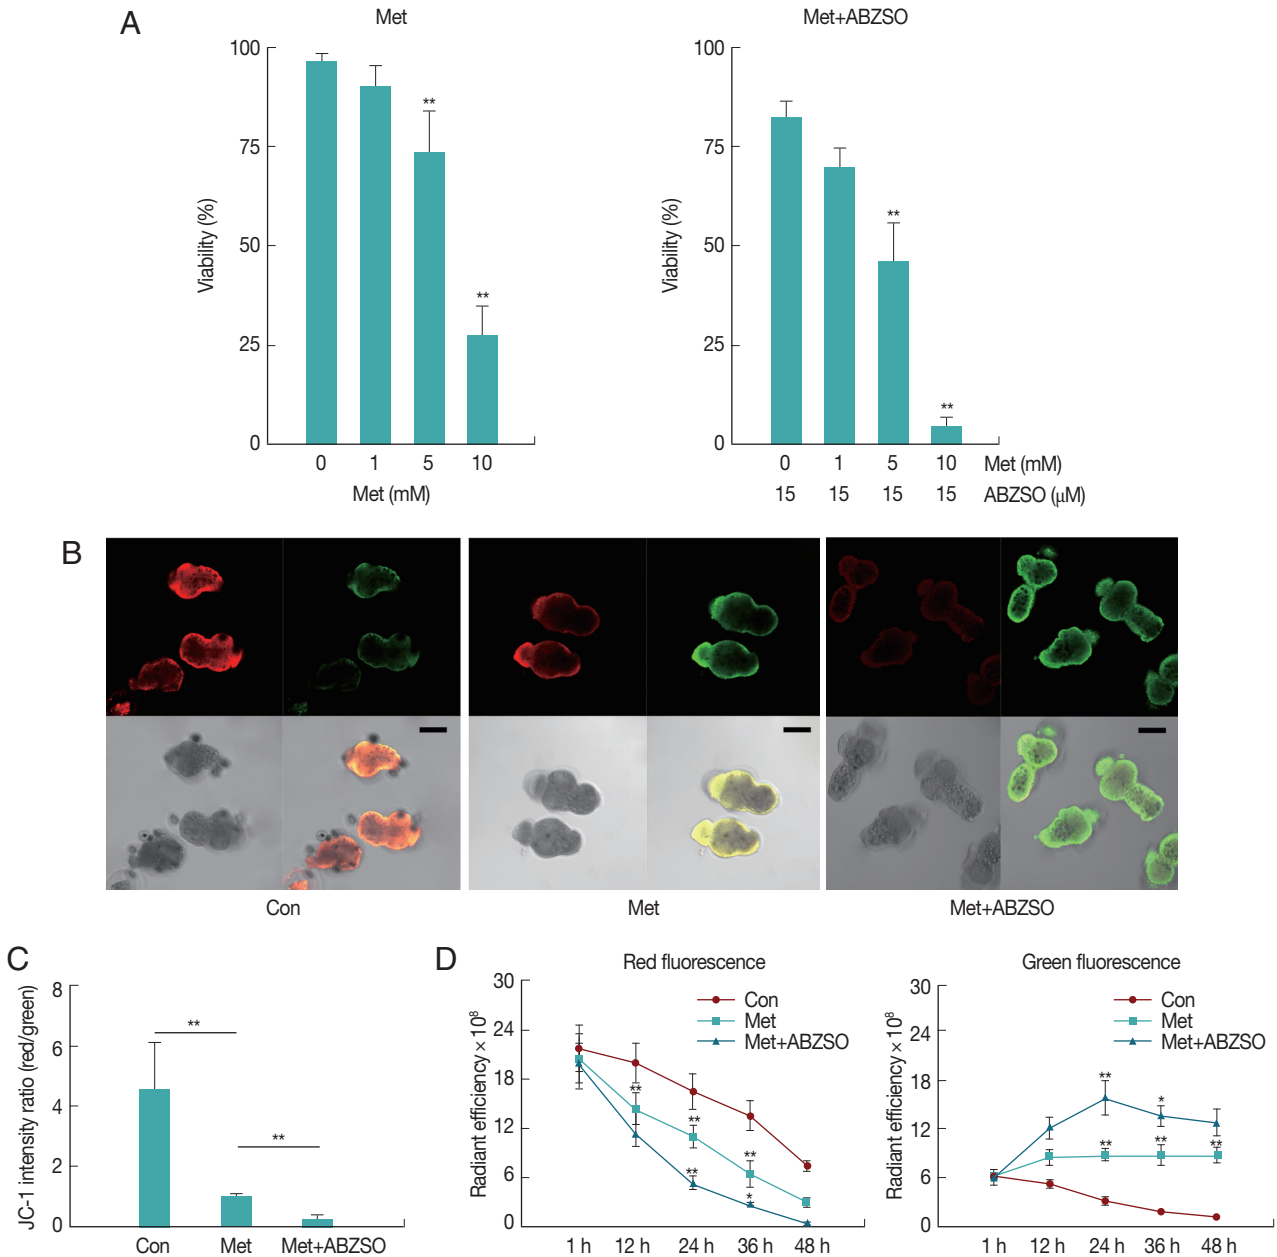 A
Met
Met+ABZSO
100
75
50
25
0
Viability (%)
**
**
0 1 5 10
Met (mM)
100
75
50
25
0
Viability (%)
**
**
0 1 5 10 Met (mM)
15 15 15 15 ABZSO (μM)
B
Con
Met
Met+ABZSO
C
8
6
4
2
0
JC-1 intensity ratio (red/green)
**
**
Con Met Met+ABZSO
D
Red fluorescence
30
24
18
12
6
0
Radiant efficiency × 10⁸
Con
Met
Met+ABZSO
**
**
**
**
*
1 h 12 h 24 h 36 h 48 h
Green fluorescence
30
24
18
12
6
0
Radiant efficiency × 10⁸
Con
Met
Met+ABZSO
**
*
**
**
**
1 h 12 h 24 h 36 h 48 h